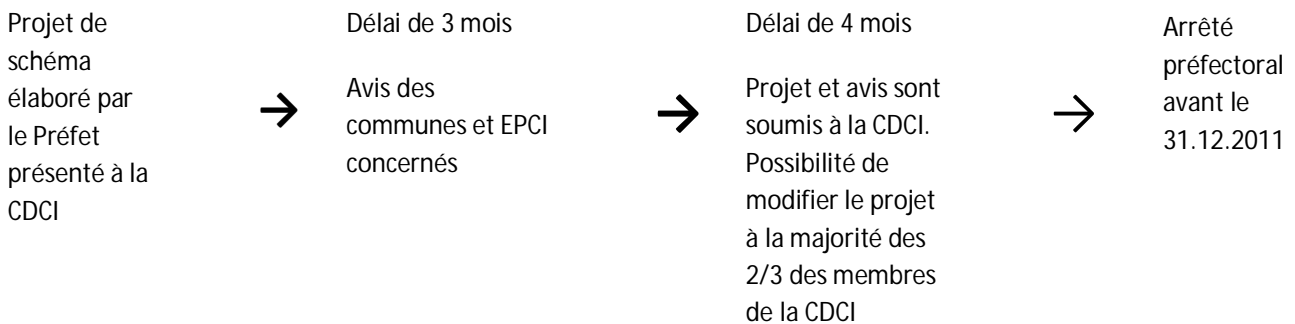 Projet de
schéma
élaboré par
le Préfet
présenté à la
CDCI
Délai de 3 mois
Avis des
communes et EPCI
concernés
Délai de 4 mois
Projet et avis sont
soumis à la CDCI.
Possibilité de
modifier le projet
à la majorité des
2/3 des membres
de la CDCI
Arrêté
préfectoral
avant le
31.12.2011